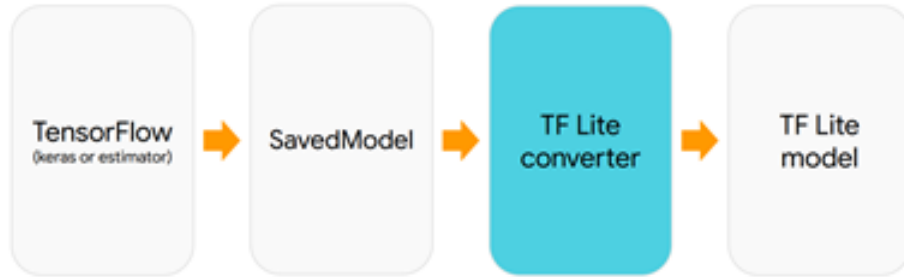 TensorFlow
(keras or estimator)
SavedModel
TF Lite
converter
TF Lite
model